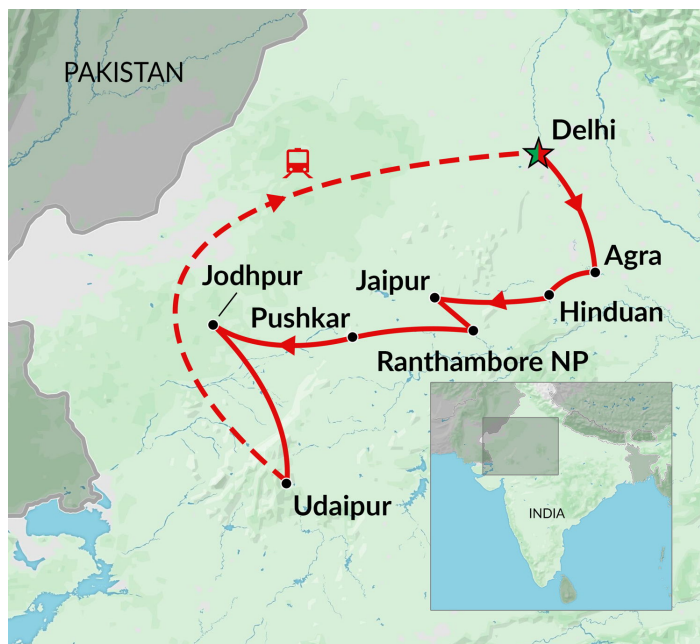 PAKISTAN
Delhi
Agra
Jodhpur
Jaipur
Hinduan
Pushkar
Ranthambore NP
Udaipur
INDIA